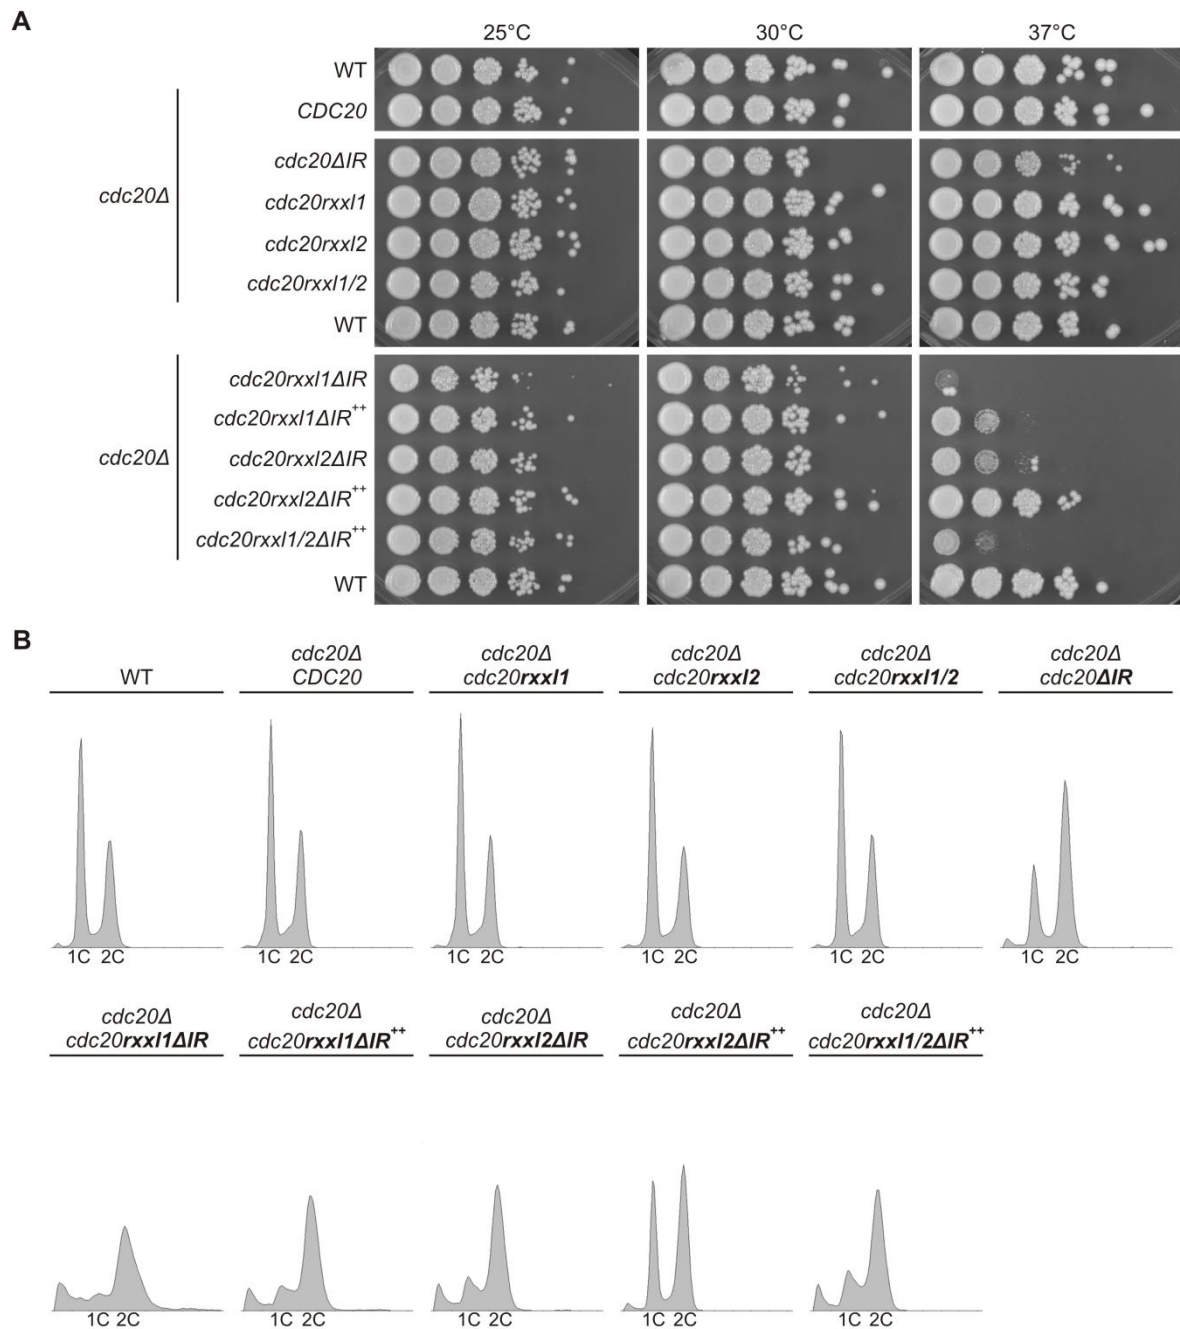 A
25°C 30°C 37°C
WT
CDC20
cdc20ΔIR
cdc20rxxl1
cdc20Δ
cdc20rxxl2
cdc20rxxl1/2
WT
cdc20rxxl1ΔIR
cdc20rxxl1ΔIR++
cdc20Δ
cdc20rxxl2ΔIR
cdc20rxxl2ΔIR++
cdc20rxxl1/2ΔIR++
WT
B
cdc20Δ cdc20Δ cdc20Δ cdc20Δ cdc20Δ
WT CDC20 cdc20rxxl1 cdc20rxxl2 cdc20rxxl1/2 cdc20ΔIR
1C 2C 1C 2C 1C 2C 1C 2C 1C 2C 1C 2C
cdc20Δ cdc20Δ cdc20Δ cdc20Δ cdc20Δ
cdc20rxxl1ΔIR cdc20rxxl1ΔIR++ cdc20rxxl2ΔIR cdc20rxxl2ΔIR++ cdc20rxxl1/2ΔIR++
1C 2C 1C 2C 1C 2C 1C 2C 1C 2C